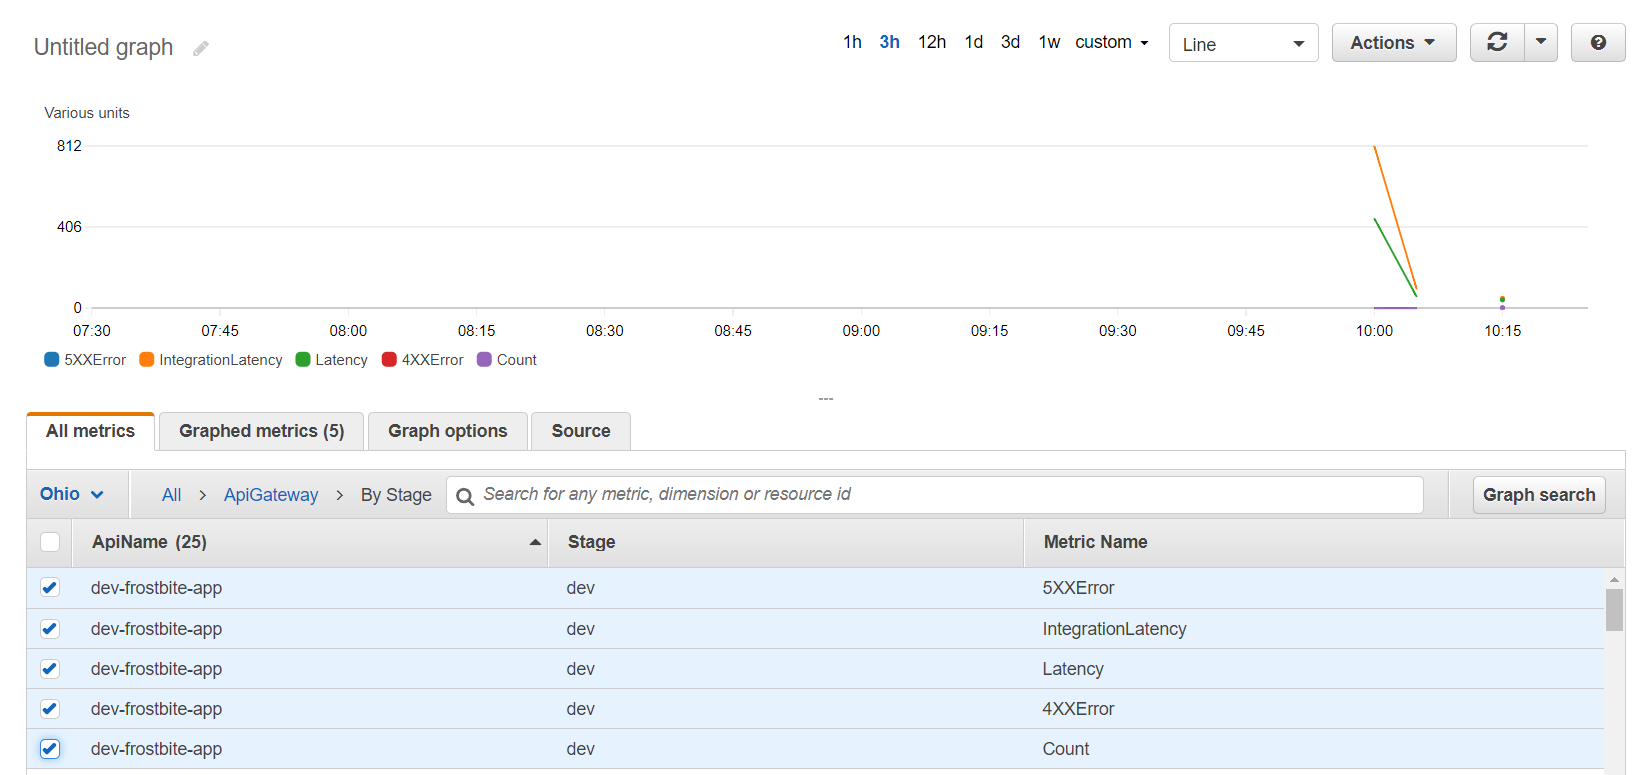 Untitled graph
1h 3h 12h 1d 3d 1w custom Line Actions
Various units
812
406
0
07:30 07:45 08:00 08:15 08:30 08:45 09:00 09:15 09:30 09:45 10:00 10:15
5XXError IntegrationLatency Latency 4XXError Count
All metrics Graphed metrics (5) Graph options Source
Ohio All > ApiGateway > By Stage Search for any metric, dimension or resource id Graph search
ApiName (25) Stage Metric Name
dev-frostbite-app dev 5XXError
dev-frostbite-app dev IntegrationLatency
dev-frostbite-app dev Latency
dev-frostbite-app dev 4XXError
dev-frostbite-app dev Count